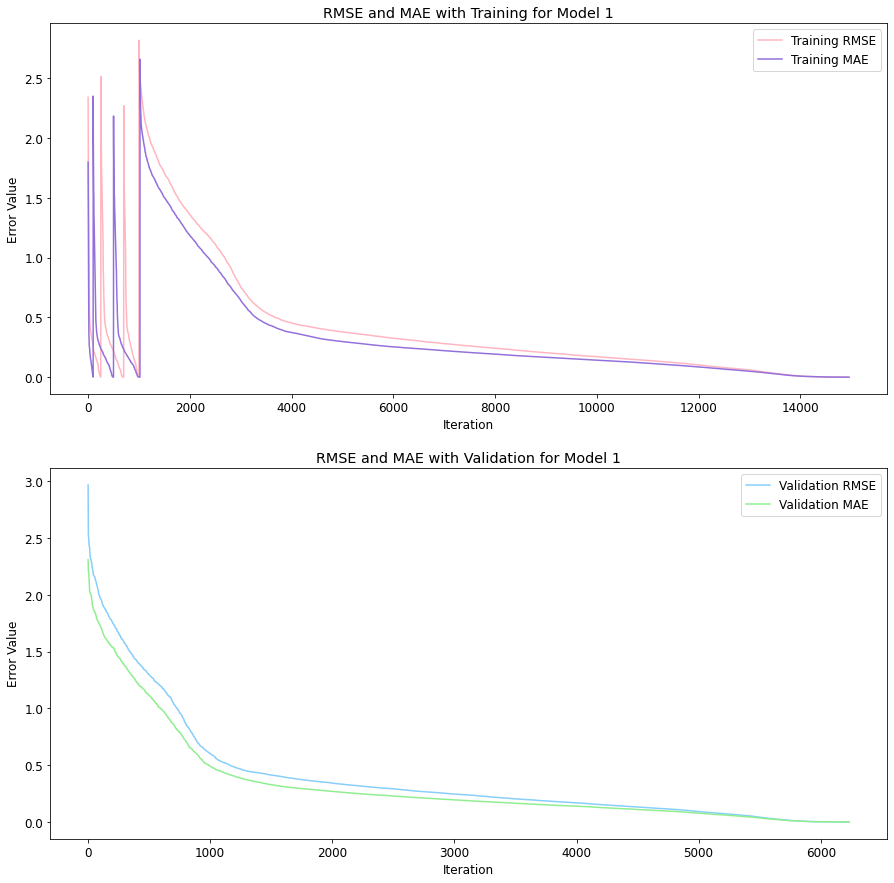 RMSE and MAE with Training for Model 1
Training RMSE
Training MAE
Error Value
2.5
2.0
1.5
1.0
0.5
0.0
0 2000 4000 6000 8000 10000 12000 14000
Iteration
RMSE and MAE with Validation for Model 1
Validation RMSE
Validation MAE
Error Value
3.0
2.5
2.0
1.5
1.0
0.5
0.0
0 1000 2000 3000 4000 5000 6000
Iteration